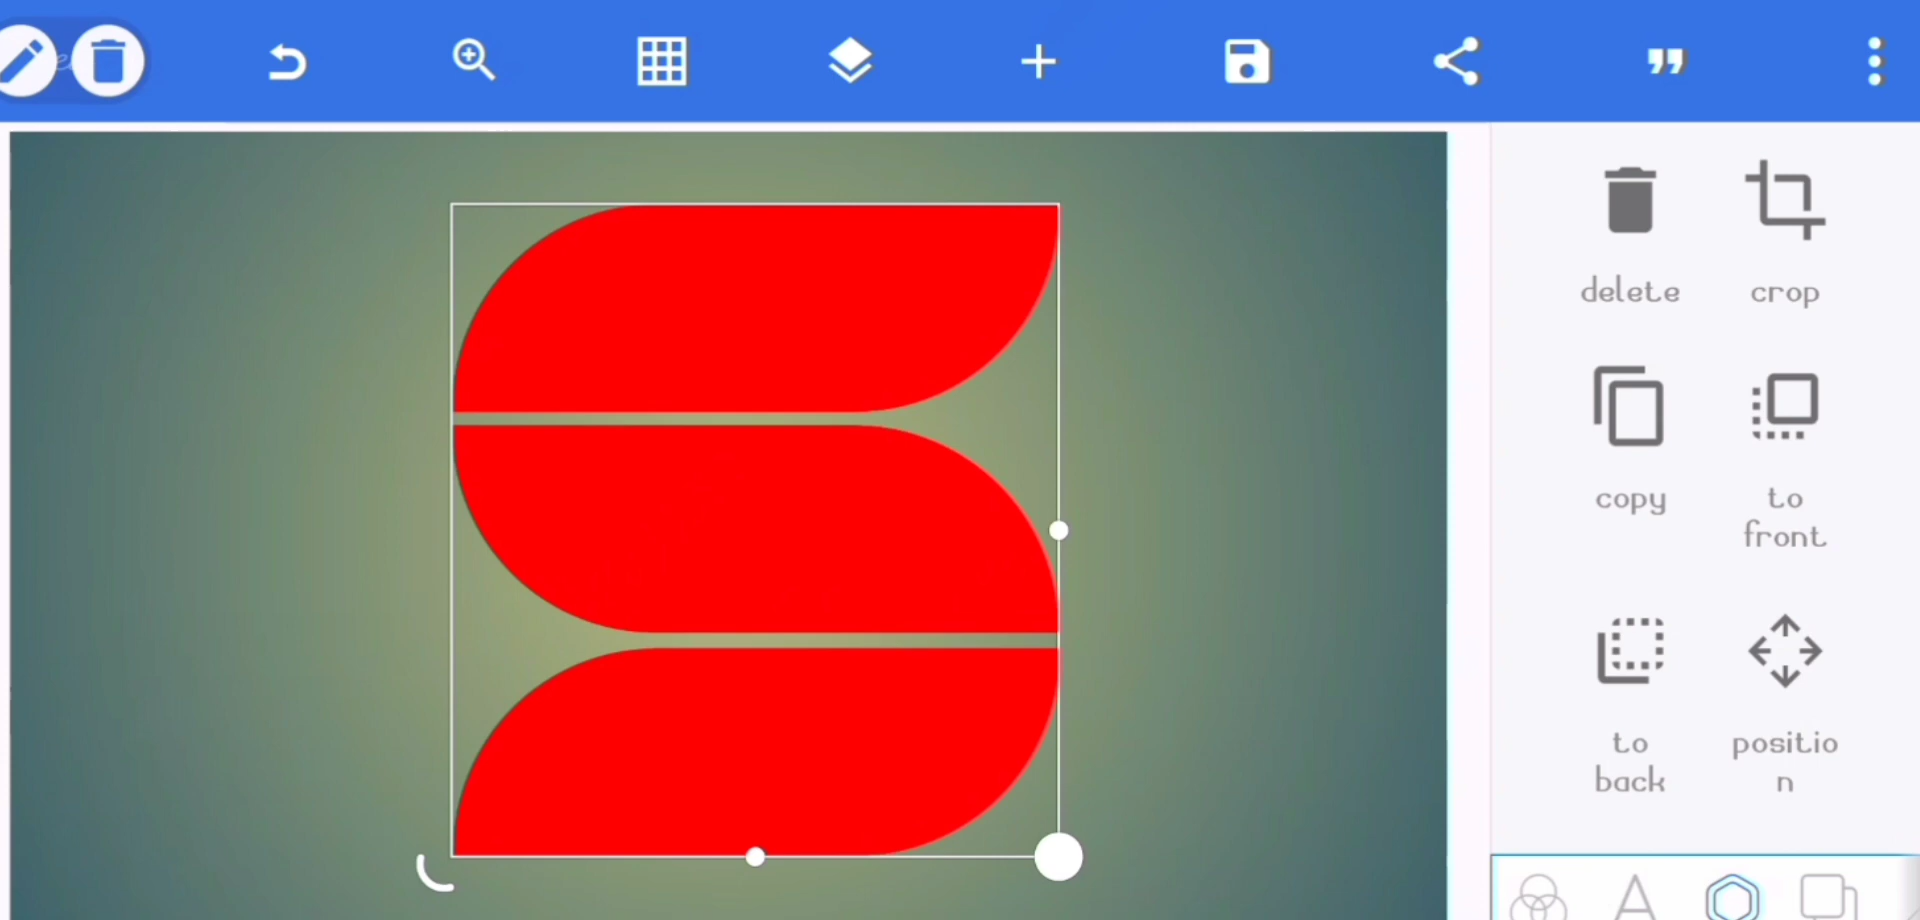 delete
crop
copy
to
front
to
back
positio
n